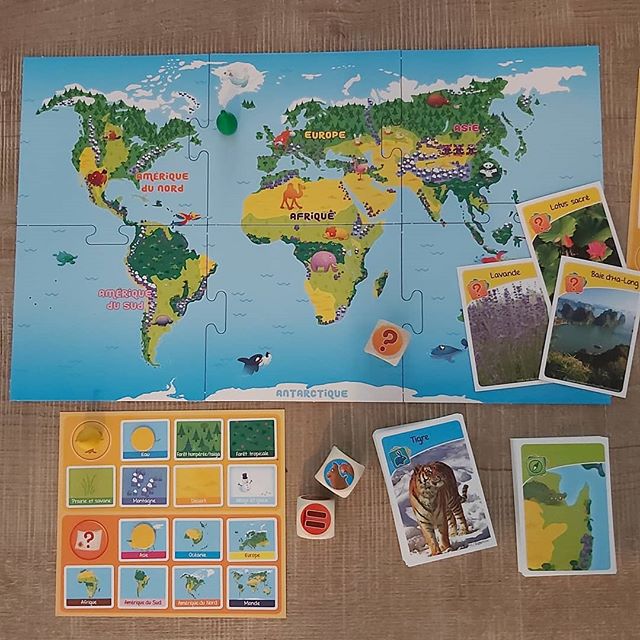 EUROPE
ASIE
AMÉRIQUE
DU NORD
AFRIQUE
AMÉRIQUE
DU SUD
ANTARCTIQUE
Lotus sacré
?
Lavande
?
Baie d'Ha-Long
?
?
Eau
Forêt tempérée/taïga
Forêt tropicale
Prairie et savane
Montagne
Désert
?
Asie
Océanie
Europe
Afrique
Amérique du Sud
Amérique du Nord
Monde
Tigre